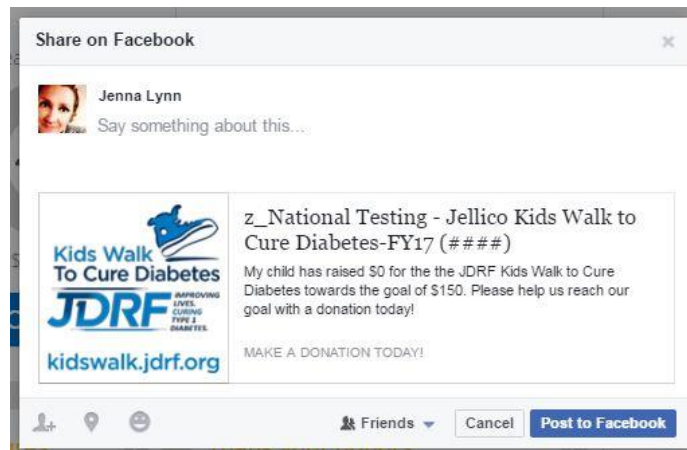 Share on Facebook
Jenna Lynn
Say something about this...
Kids Walk
To Cure Diabetes
JDRF
IMPROVING
LIVES.
CURING
TYPE 1
DIABETES.
kidswalk.jdrf.org
z_National Testing - Jellico Kids Walk to
Cure Diabetes-FY17 (####)
My child has raised $0 for the the JDRF Kids Walk to Cure
Diabetes towards the goal of $150. Please help us reach our
goal with a donation today!
MAKE A DONATION TODAY!
Friends
Cancel
Post to Facebook